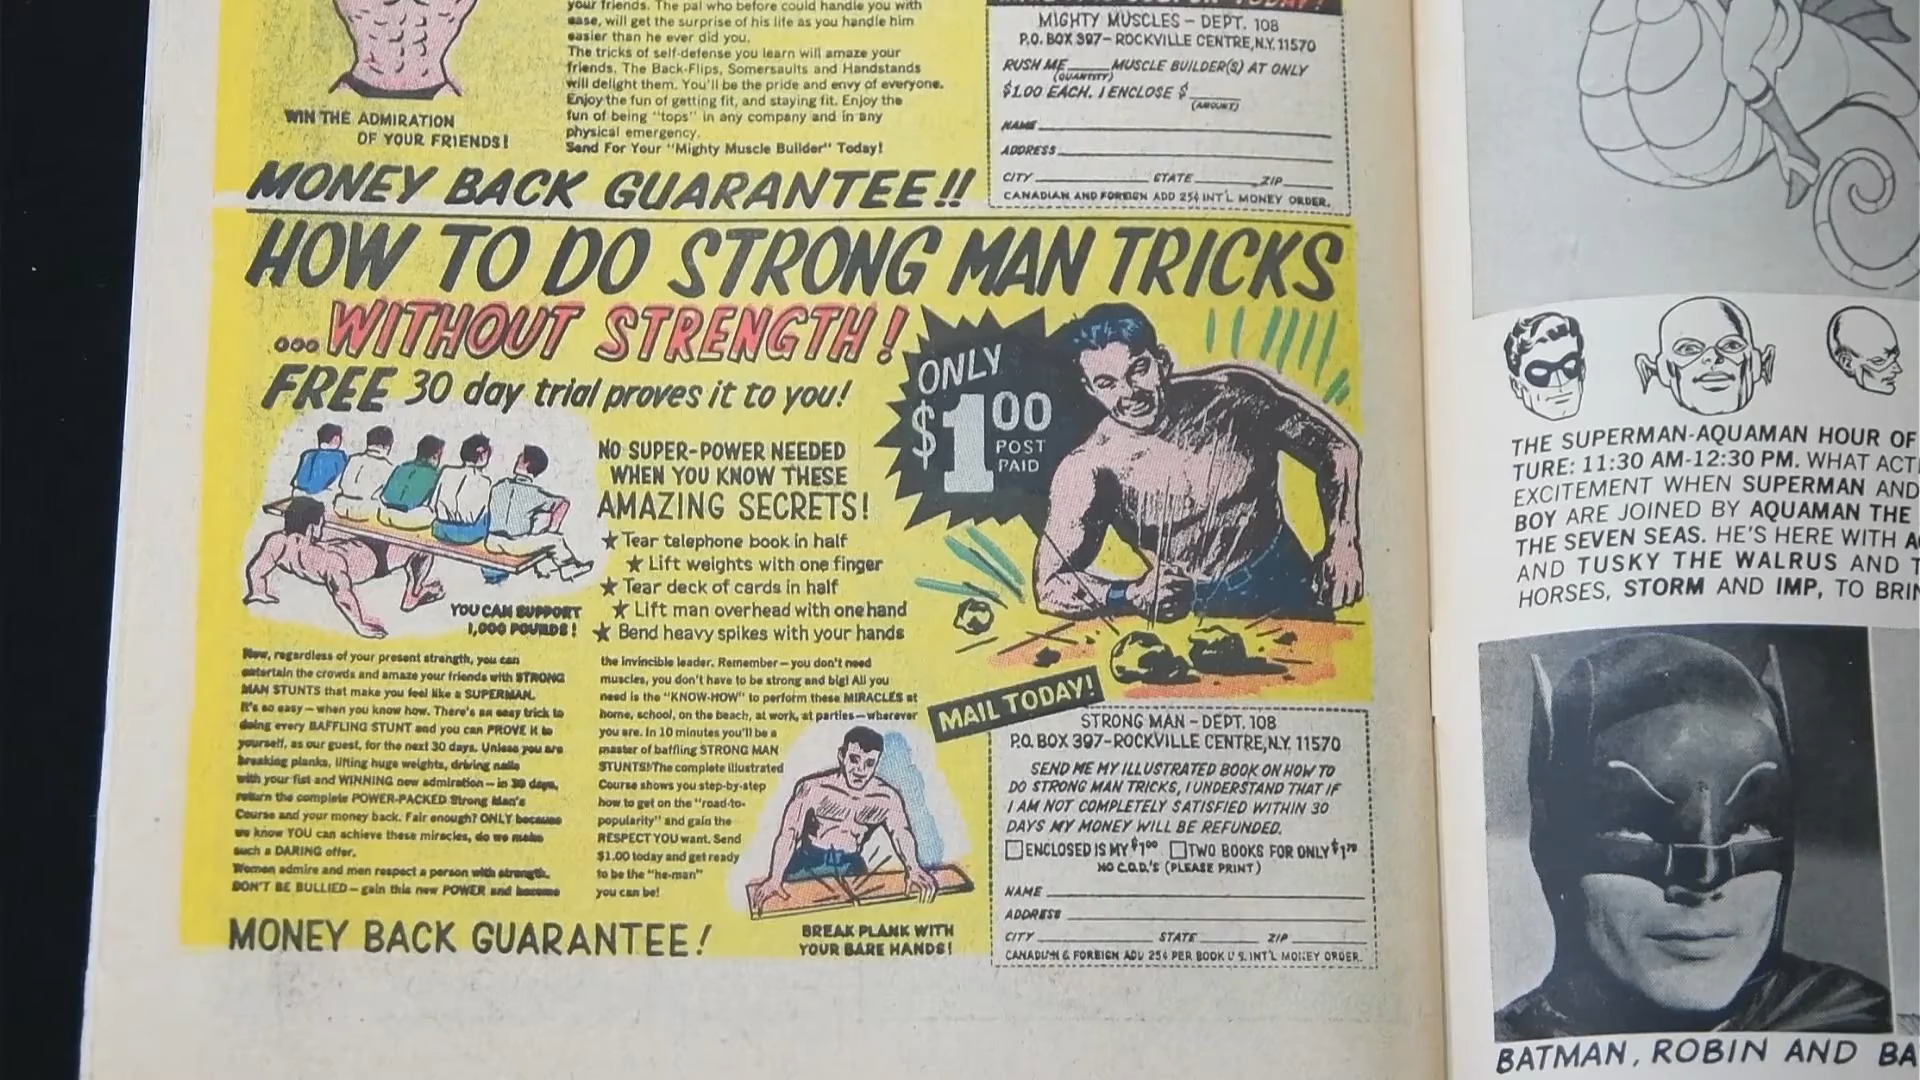 your friends. The pal who before could handle you with
ease, will get the surprise of his life as you handle him
easier than he ever did you.
The tricks of self-defense you learn will amaze your
friends. The Back-Flips, Somersaults and Handstands
will delight them. You'll be the pride and envy of everyone.
Enjoy the fun of getting fit, and staying fit. Enjoy the
fun of being "tops" in any company and in any
physical emergency.
Send For Your "Mighty Muscle Builder" Today!
WIN THE ADMIRATION
OF YOUR FRIENDS!
MONEY BACK GUARANTEE!!
MIGHTY MUSCLES - DEPT. 108
P.O. BOX 397- ROCKVILLE CENTRE, N.Y. 11570
RUSH ME MUSCLE BUILDER(S) AT ONLY
(QUANTITY)
$1.00 EACH. I ENCLOSE $
(AMOUNT)
NAME
ADDRESS
CITY STATE ZIP
CANADIAN AND FOREIGN ADD 25¢ INT'L MONEY ORDER.
HOW TO DO STRONG MAN TRICKS
...WITHOUT STRENGTH!
FREE 30 day trial proves it to you!
ONLY
$1.00
POST
PAID
NO SUPER-POWER NEEDED
WHEN YOU KNOW THESE
AMAZING SECRETS!
★ Tear telephone book in half
★ Lift weights with one finger
★ Tear deck of cards in half
★ Lift man overhead with one hand
★ Bend heavy spikes with your hands
YOU CAN SUPPORT
1,000 POUNDS!
Now, regardless of your present strength, you can
entertain the crowds and amaze your friends with STRONG
MAN STUNTS that make you feel like a SUPERMAN.
It's so easy - when you know how. There's an easy trick to
doing every BAFFLING STUNT and you can PROVE it to
yourself, as our guest, for the next 30 days. Unless you are
breaking planks, lifting huge weights, driving nails
with your fist and WINNING new admiration - in 30 days,
return the complete POWER-PACKED Strong Man's
Course and your money back. Fair enough? ONLY because
we know YOU can achieve these miracles, do we make
such a DARING offer.
Women admire and men respect a person with strength.
DON'T BE BULLIED - gain this new POWER and become
the invincible leader. Remember - you don't need
muscles, you don't have to be strong and big! All you
need is the "KNOW-HOW" to perform these MIRACLES at
home, school, on the beach, at work, at parties - wherever
you are. In 10 minutes you'll be a
master of baffling STRONG MAN
STUNTS! The complete illustrated
Course shows you step-by-step
how to get on the "road-to-
popularity" and gain the
RESPECT YOU want. Send
$1.00 today and get ready
to be the "he-man"
you can be!
BREAK PLANK WITH
YOUR BARE HANDS!
MONEY BACK GUARANTEE!
MAIL TODAY!
STRONG MAN - DEPT. 108
P.O. BOX 397-ROCKVILLE CENTRE, N.Y. 11570
SEND ME MY ILLUSTRATED BOOK ON HOW TO
DO STRONG MAN TRICKS, I UNDERSTAND THAT IF
I AM NOT COMPLETELY SATISFIED WITHIN 30
DAYS MY MONEY WILL BE REFUNDED.
ENCLOSED IS MY $1.00 TWO BOOKS FOR ONLY
NO C.O.D.'S (PLEASE PRINT)
NAME
ADDRESS
CITY STATE ZIP
CANADIAN & FOREIGN ADD 25¢ PER BOOK U.S. INT'L MONEY ORDER.
THE SUPERMAN-AQUAMAN HOUR OF
TURE: 11:30 AM-12:30 PM. WHAT ACT
EXCITEMENT WHEN SUPERMAN AND
BOY ARE JOINED BY AQUAMAN THE
THE SEVEN SEAS. HE'S HERE WITH A
AND TUSKY THE WALRUS AND T
HORSES, STORM AND IMP, TO BRIN
BATMAN, ROBIN AND BA